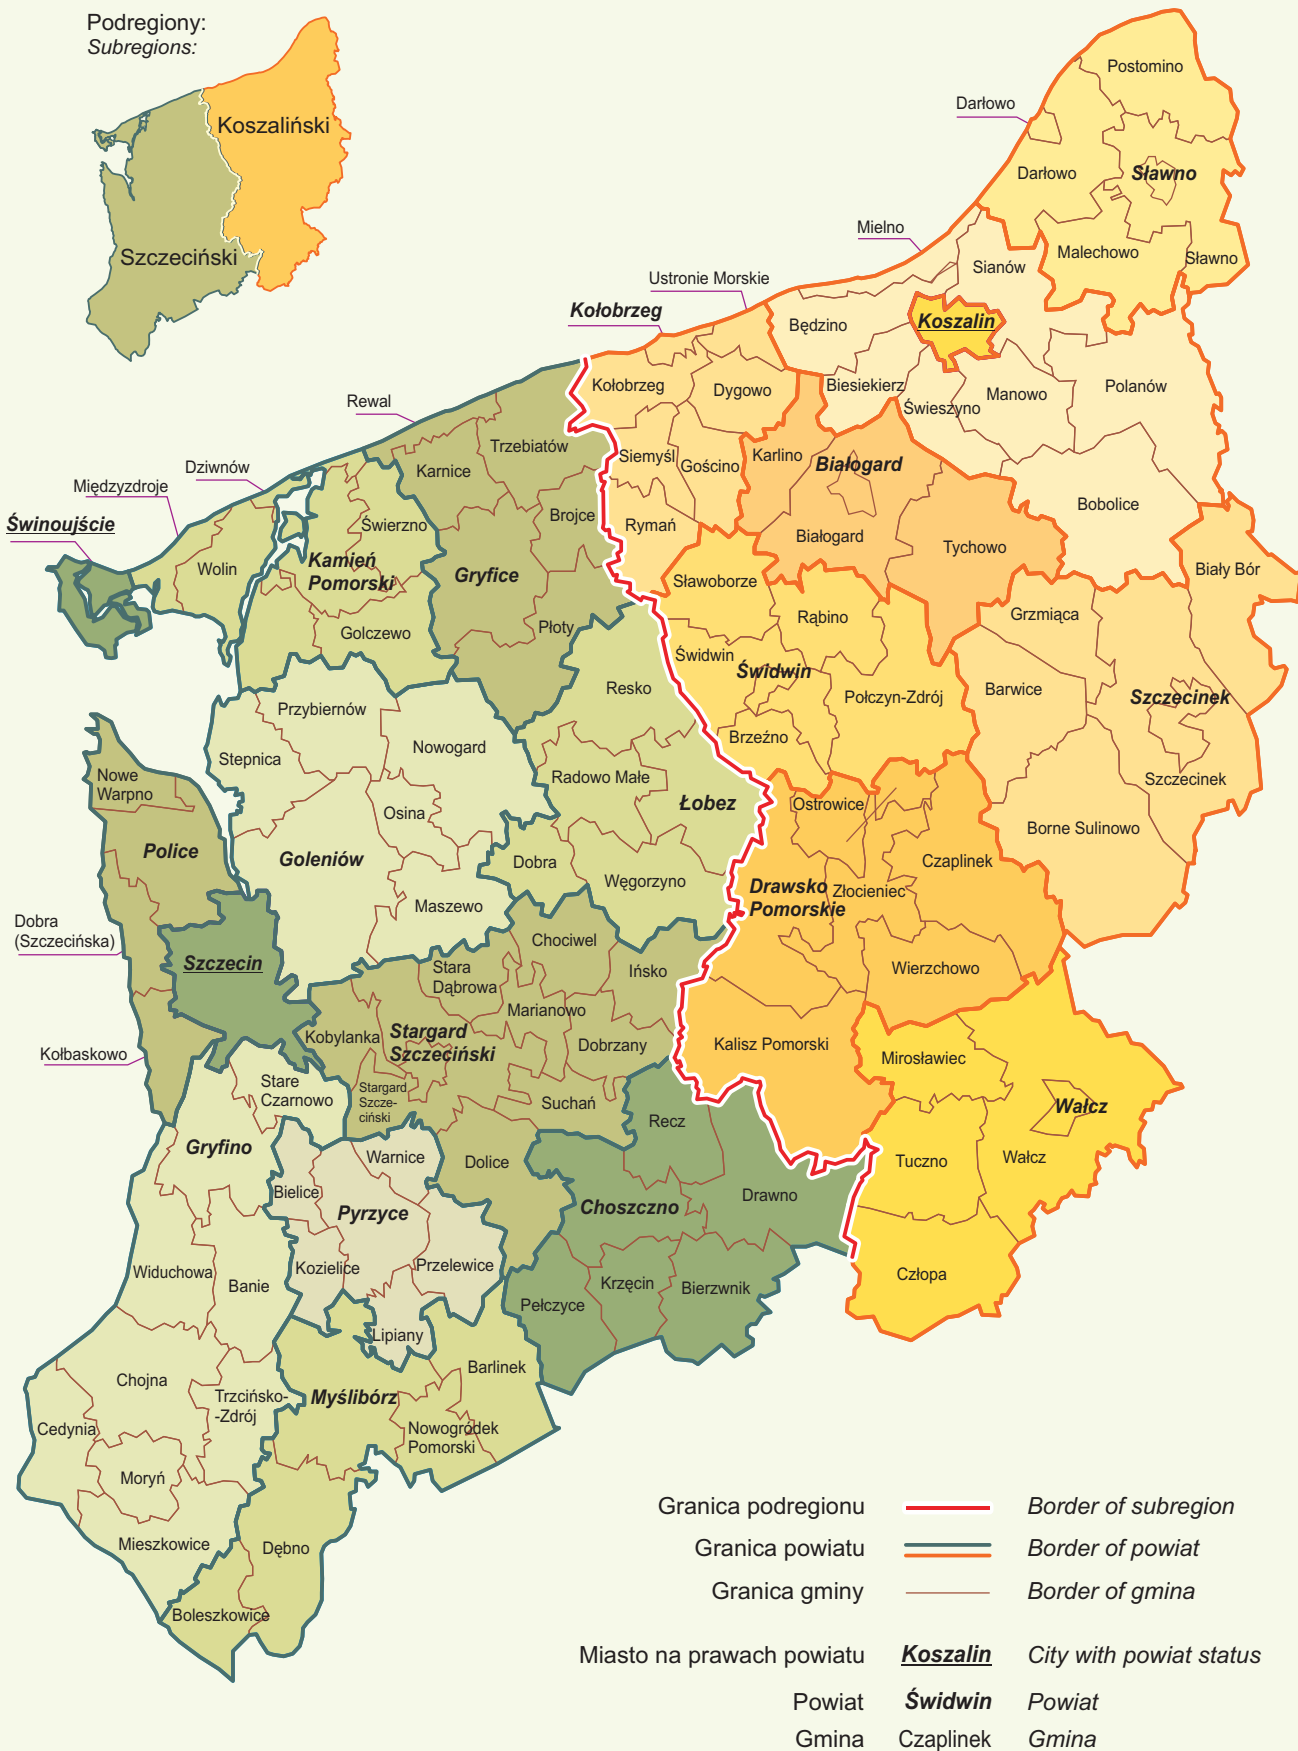 Podregiony:
Subregions:
Koszaliński
Szczeciński
Postomino
Darłowo
Sławno
Darłowo
Mielno
Malechowo
Sławno
Sianów
Ustronie Morskie
Kołobrzeg
Koszalin
Będzino
Kołobrzeg
Dygowo
Biesiekierz
Manowo
Polanów
Świeszyno
Rewal
Trzebiatów
Siemyśl
Gościno
Karlino
Białogard
Dziwnów
Karnice
Międzyzdroje
Bobolice
Świnoujście
Świerzno
Brojce
Rymań
Białogard
Tychowo
Wolin
Kamień
Pomorski
Gryfice
Sławoborze
Biały Bór
Rąbino
Grzmiąca
Golczewo
Płoty
Świdwin
Świdwin
Resko
Połczyn-Zdrój
Barwice
Szczecinek
Przybiernów
Nowogard
Brzeźno
Stepnica
Nowe
Warpno
Radowo Małe
Łobez
Ostrowice
Szczecinek
Osina
Borne Sulinowo
Police
Goleniów
Dobra
Węgorzyno
Czaplinek
Drawsko
Pomorskie
Złocieniec
Maszewo
Dobra
(Szczecińska)
Chociwel
Szczecin
Stara
Dąbrowa
Ińsko
Wierzchowo
Marianowo
Kobylanka
Stargard
Szczeciński
Dobrzany
Kalisz Pomorski
Kołbaskowo
Mirosławiec
Stare
Czarnowo
Stargard
Szcze-
ciński
Suchań
Recz
Wałcz
Gryfino
Warnice
Dolice
Tuczno
Wałcz
Bielice
Pyrzyce
Choszczno
Drawno
Widuchowa
Banie
Kozielice
Przelewice
Krzęcin
Bierzwnik
Człopa
Pełczyce
Lipiany
Chojna
Barlinek
Trzcińsko-
-Zdrój
Myślibórz
Cedynia
Nowogródek
Pomorski
Moryń
Mieszkowice
Dębno
Boleszkowice
Granica podregionu Border of subregion
Granica powiatu Border of powiat
Granica gminy Border of gmina
Miasto na prawach powiatu Koszalin City with powiat status
Powiat Świdwin Powiat
Gmina Czaplinek Gmina